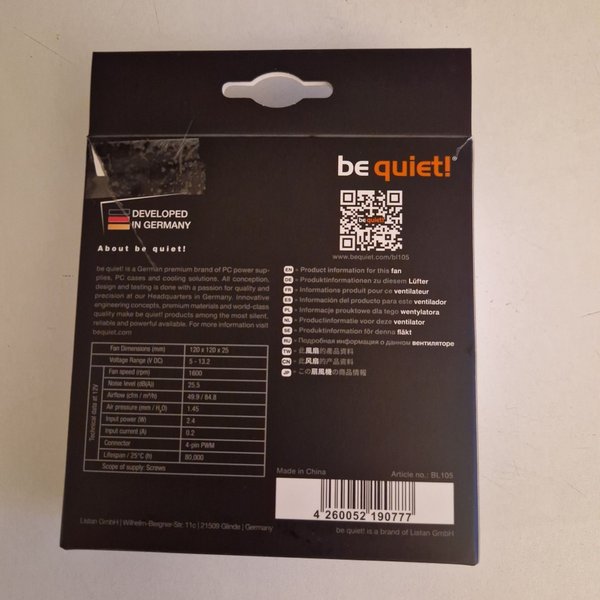 be quiet!®
be quiet!
www.bequiet.com/bl105
DEVELOPED
IN GERMANY
About be quiet!
be quiet! is a German premium brand of PC power sup-
plies, PC cases and cooling solutions. All conception,
design and testing is done with a passion for quality and
precision at our Headquarters in Germany. Innovative
engineering concepts, premium materials and world-class
quality make be quiet! products among the most silent,
reliable and powerful available. For more information visit
bequiet.com
EN - Product information for this fan
DE - Produktinformationen zu diesem Lüfter
FR - Informations produit pour ce ventilateur
ES - Información del producto para este ventilador
PL - Informacje produktowe dla tego wentylatora
NL - Productinformatie voor deze ventilator
SE - Produktinformation för denna fläkt
RU - Подробная информация о данном вентиляторе
TW - 此風扇的產品資料
CN - 此风扇的产品资料
JP - この扇風機の商品情報
Fan Dimensions (mm) 120 x 120 x 25
Voltage Range (V DC) 5 - 13.2
Technical data at 12V
Fan speed (rpm) 1600
Noise level (dB(A)) 25.5
Airflow (cfm / m³/h) 49.9 / 84.8
Air pressure (mm / H₂O) 1.45
Input power (W) 2.4
Input current (A) 0.2
Connector 4-pin PWM
Lifespan / 25°C (h) 80,000
Scope of supply: Screws
Made in China
Article no.: BL105
4 260052 190777
Listan GmbH | Wilhelm-Bergner-Str. 11c | 21509 Glinde | Germany
be quiet! is a brand of Listan GmbH